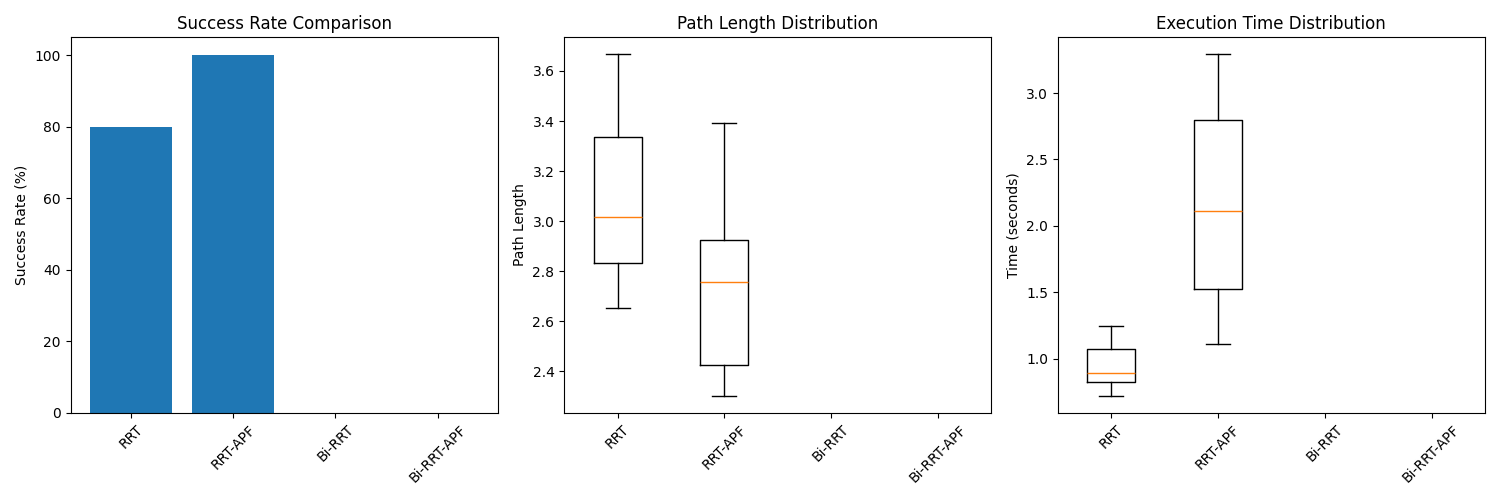 Success Rate Comparison
Success Rate (%)
100
80
60
40
20
0
RRT
RRT-APF
Bi-RRT
Bi-RRT-APF
Path Length Distribution
Path Length
3.6
3.4
3.2
3.0
2.8
2.6
2.4
RRT
RRT-APF
Bi-RRT
Bi-RRT-APF
Execution Time Distribution
Time (seconds)
3.0
2.5
2.0
1.5
1.0
RRT
RRT-APF
Bi-RRT
Bi-RRT-APF